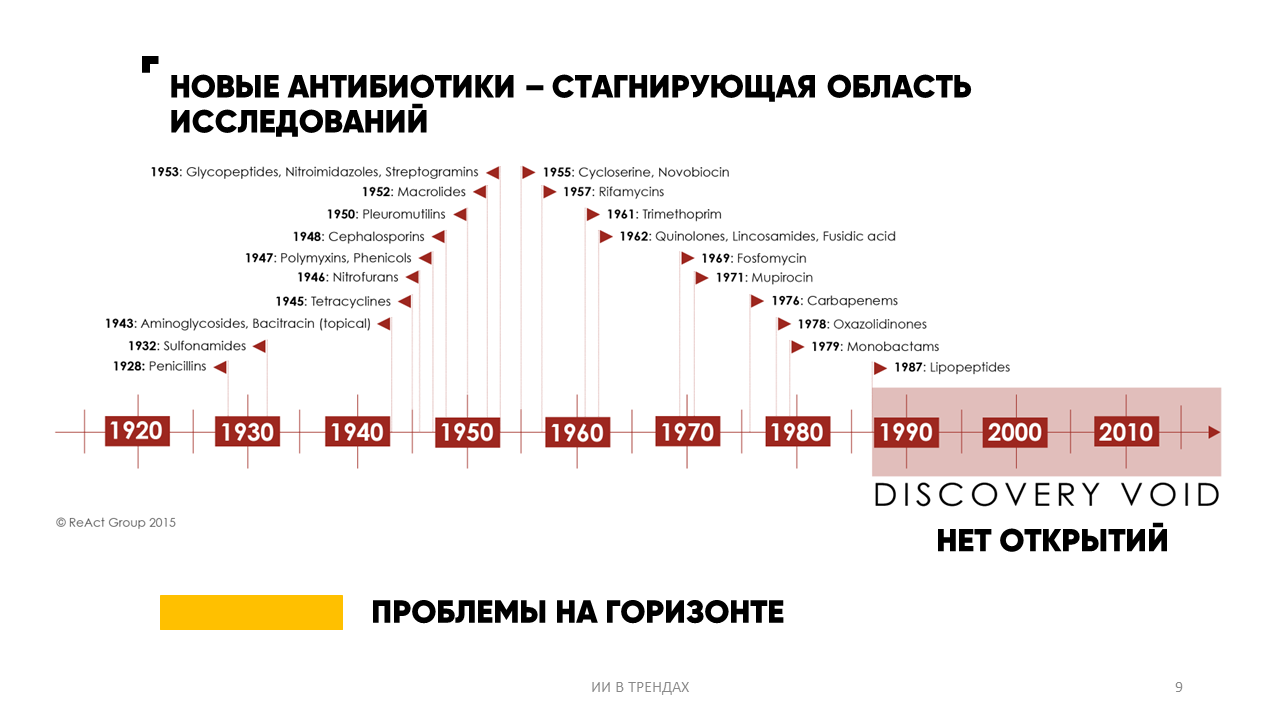 НОВЫЕ АНТИБИОТИКИ – СТАГНИРУЮЩАЯ ОБЛАСТЬ
ИССЛЕДОВАНИЙ
1953: Glycopeptides, Nitroimidazoles, Streptogramins
1952: Macrolides
1950: Pleuromutilins
1948: Cephalosporins
1947: Polymyxins, Phenicols
1946: Nitrofurans
1945: Tetracyclines
1943: Aminoglycosides, Bacitracin (topical)
1932: Sulfonamides
1928: Penicillins
1955: Cycloserine, Novobiocin
1957: Rifamycins
1961: Trimethoprim
1962: Quinolones, Lincosamides, Fusidic acid
1969: Fosfomycin
1971: Mupirocin
1976: Carbapenems
1978: Oxazolidinones
1979: Monobactams
1987: Lipopeptides
1920 1930 1940 1950 1960 1970 1980 1990 2000 2010
DISCOVERY VOID
© ReAct Group 2015
НЕТ ОТКРЫТИЙ
ПРОБЛЕМЫ НА ГОРИЗОНТЕ
ИИ В ТРЕНДАХ
9